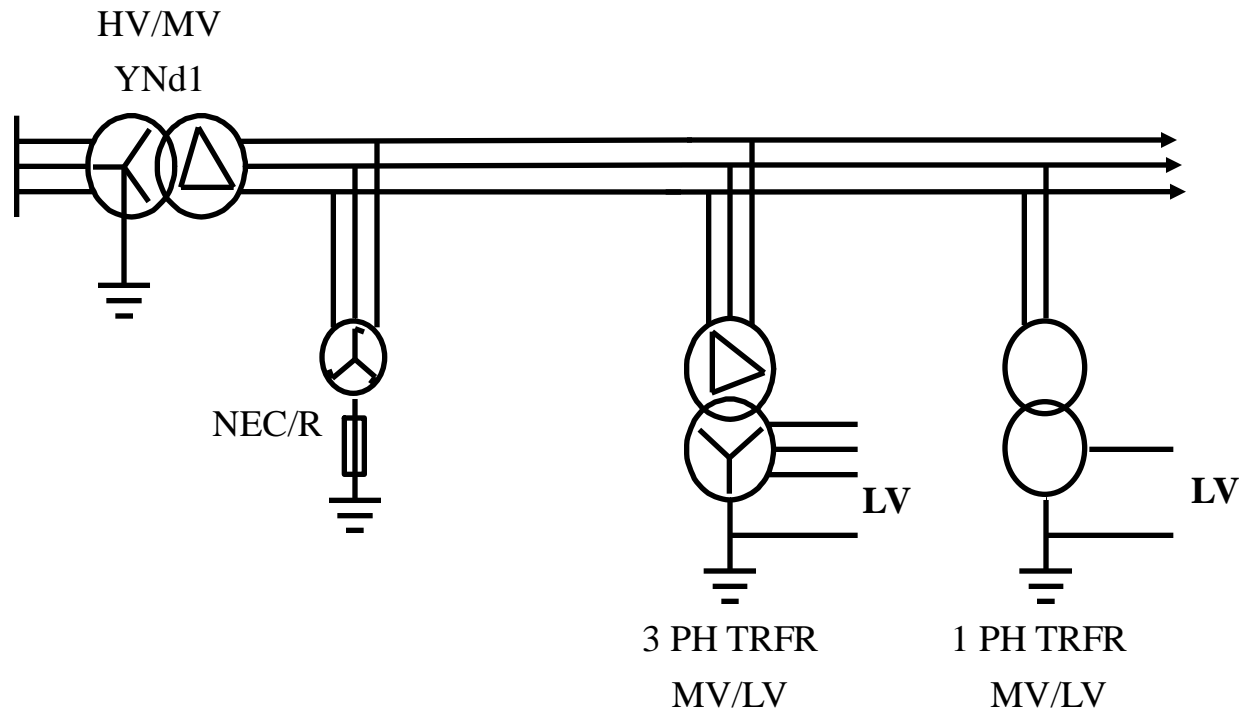 HV/MV
YNd1
NEC/R
LV
LV
3 PH TRFR
MV/LV
1 PH TRFR
MV/LV